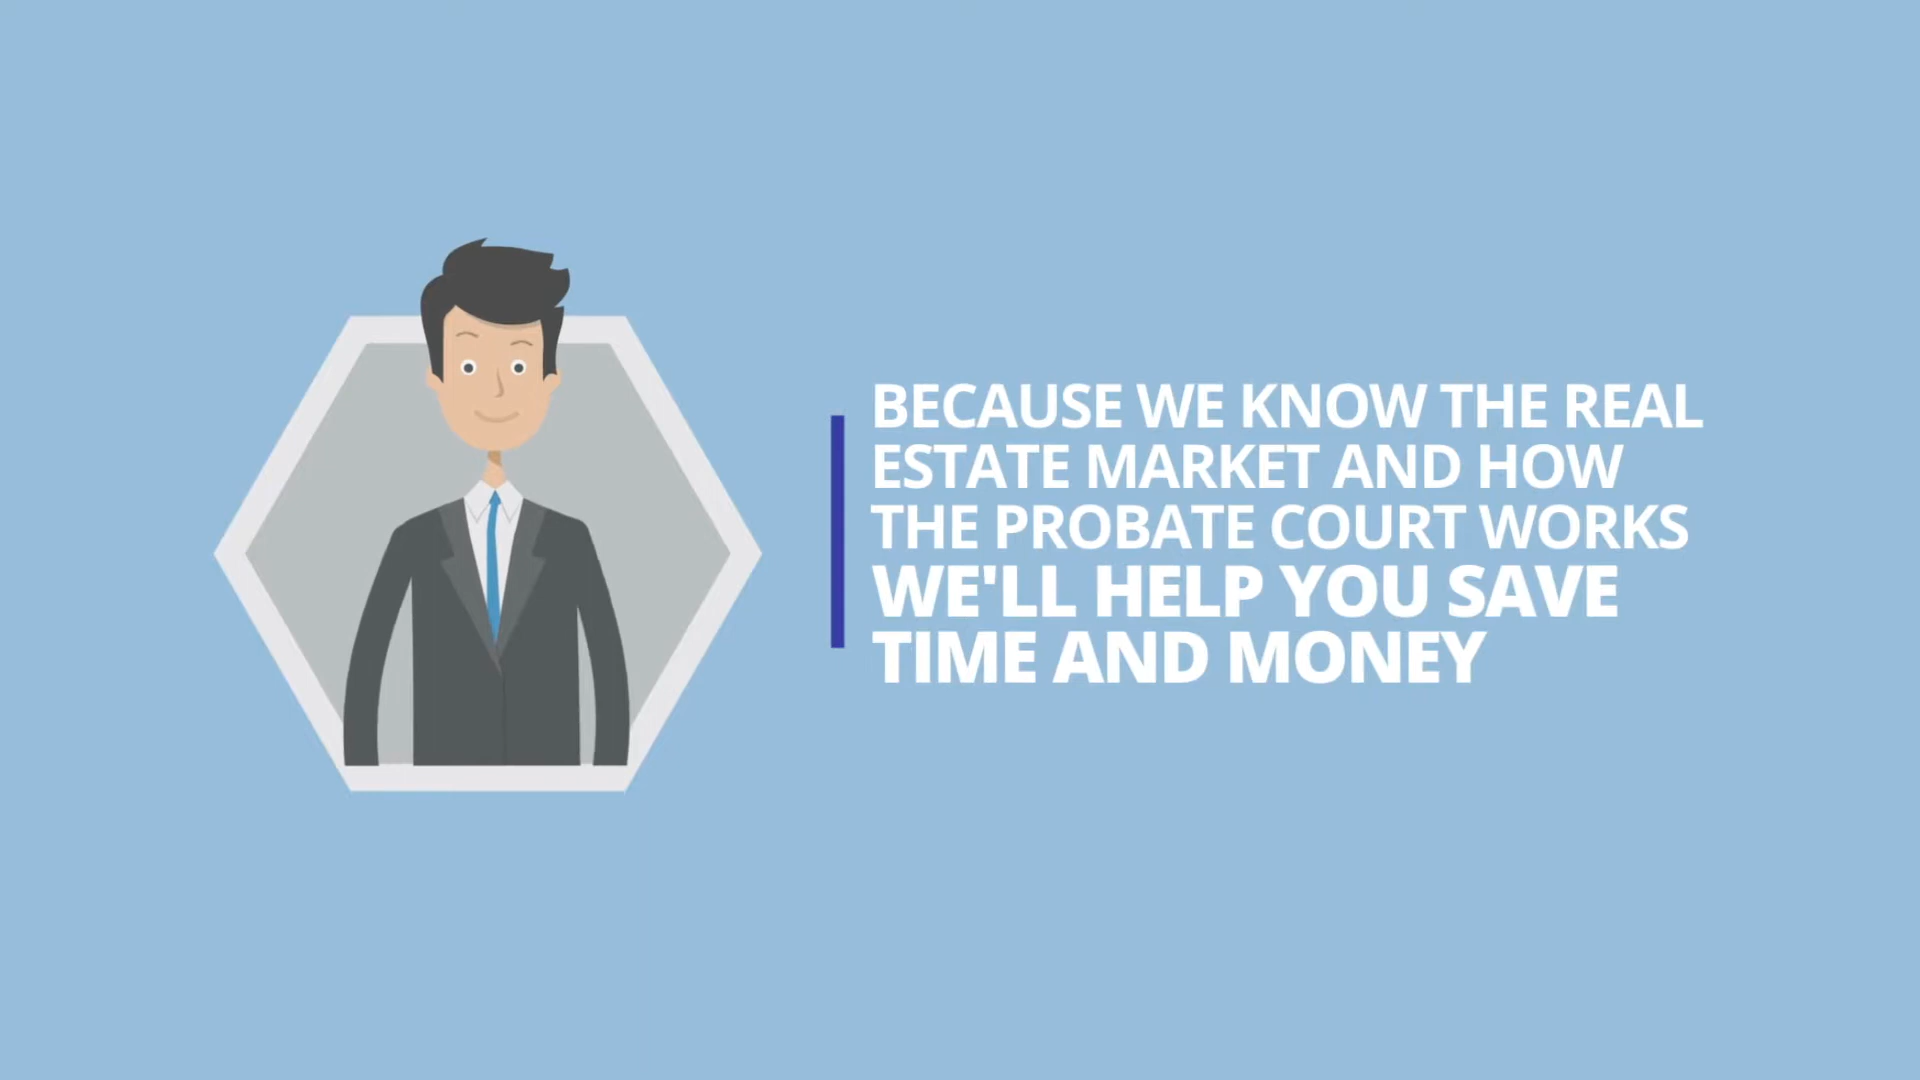 BECAUSE WE KNOW THE REAL
ESTATE MARKET AND HOW
THE PROBATE COURT WORKS
WE'LL HELP YOU SAVE
TIME AND MONEY